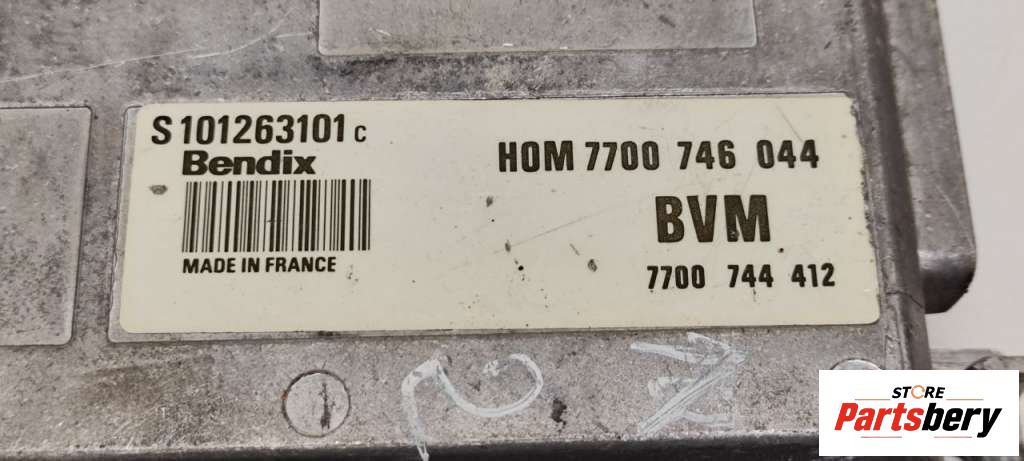 S 101263101 C
Bendix
MADE IN FRANCE
HOM 7700 746 044
BVM
7700 744 412
STORE
Partsbery